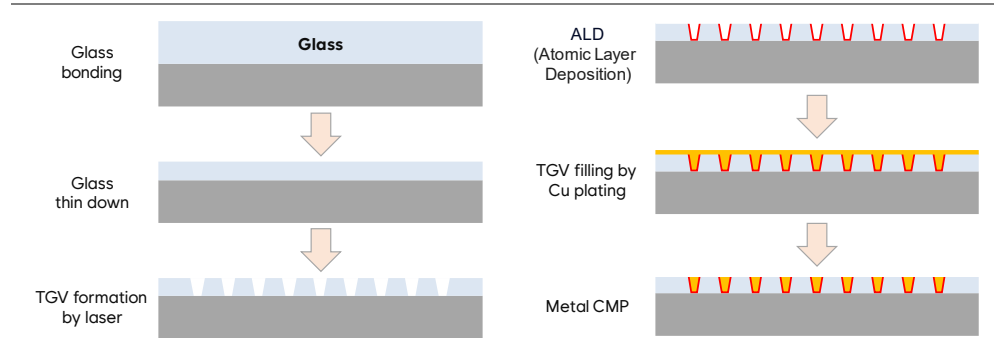 Glass
bonding
Glass
Glass
thin down
TGV formation
by laser
ALD
(Atomic Layer
Deposition)
TGV filling by
Cu plating
Metal CMP